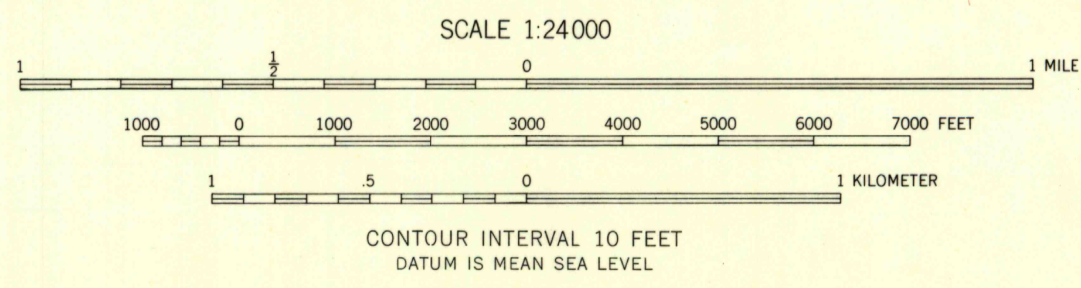 SCALE 1:24000
1 1/2 0 1 MILE
1000 0 1000 2000 3000 4000 5000 6000 7000 FEET
1 .5 0 1 KILOMETER
CONTOUR INTERVAL 10 FEET
DATUM IS MEAN SEA LEVEL